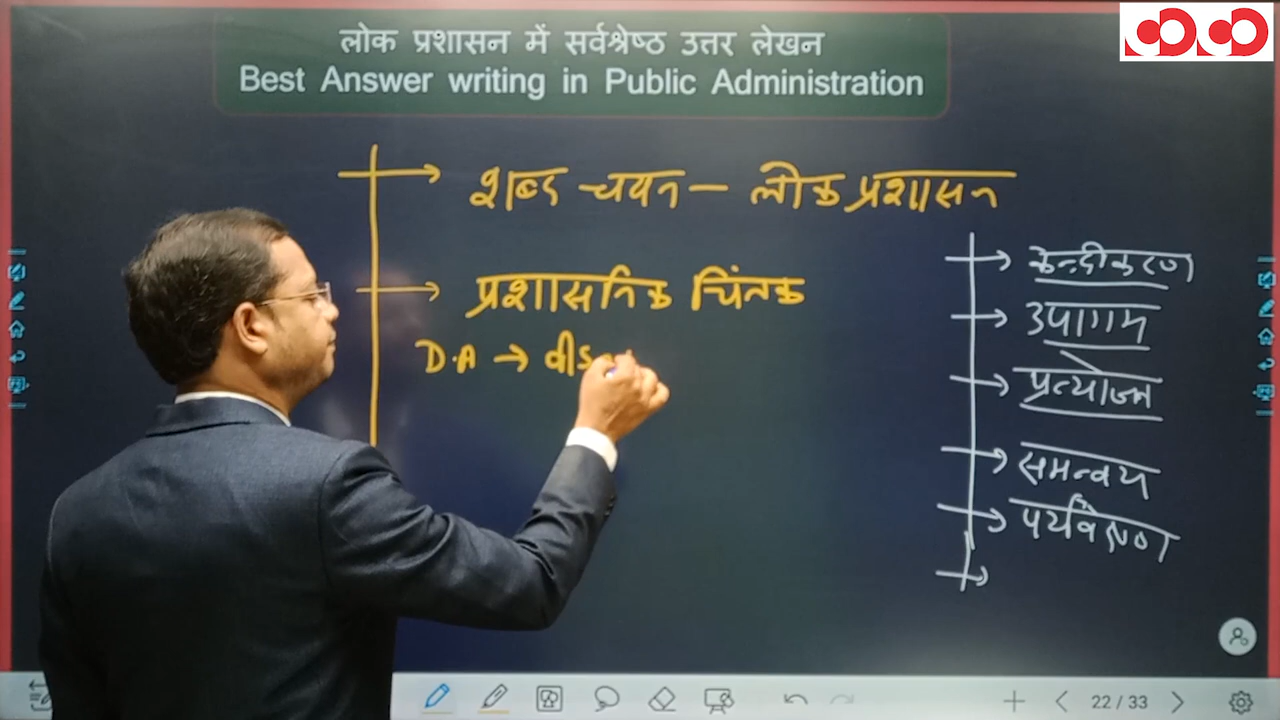 लोक प्रशासन में सर्वश्रेष्ठ उत्तर लेखन
Best Answer writing in Public Administration
शब्द चयन – लोक प्रशासन
प्रशासनिक चिंतक
D.A →
केन्द्रीकरण
उपागम
प्रत्योजन
समन्वय
पर्यवेक्षण
22 / 33